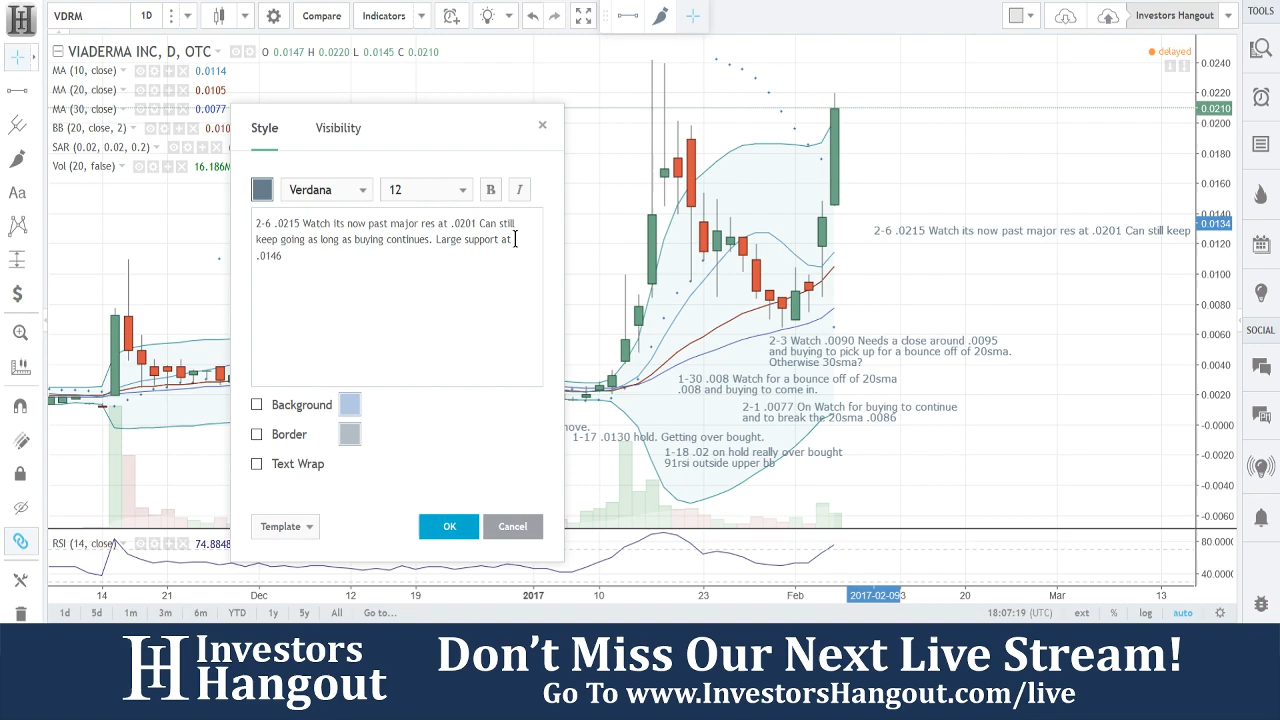 VDRM
1D
Compare
Indicators
Investors Hangout
TOOLS
VIADERMA INC, D, OTC
O 0.0147 H 0.0220 L 0.0145 C 0.0210
delayed
MA (10, close) 0.0114
MA (20, close) 0.0105
MA (30, close) 0.0077
BB (20, close, 2) 0.010
SAR (0.02, 0.02, 0.2)
Vol (20, false) 16.186M
Style
Visibility
Verdana
12
B
I
2-6 .0215 Watch its now past major res at .0201 Can still
keep going as long as buying continues. Large support at
.0146
Background
Border
Text Wrap
Template
OK
Cancel
2-6 .0215 Watch its now past major res at .0201 Can still keep
2-3 Watch .0090 Needs a close around .0095
and buying to pick up for a bounce off of 20sma.
Otherwise 30sma?
1-30 .008 Watch for a bounce off of 20sma
.008 and buying to come in.
2-1 .0077 On Watch for buying to continue
and to break the 20sma .0086
move.
1-17 .0130 hold. Getting over bought.
1-18 .02 on hold really over bought
91rsi outside upper bb
0.0240
0.0220
0.0210
0.0200
0.0180
0.0160
0.0140
0.0134
0.0120
0.0100
0.0080
0.0060
0.0040
0.0020
-0.0000
-0.0020
-0.0040
-0.0060
SOCIAL
RSI (14, close) 74.8848
80.0000
40.0000
14
2
Dec
19
2017
10
23
Feb
2017-02-09
3
20
Mar
13
1d
5d
1m
3m
6m
YTD
1y
5y
All
Go to...
18:07:19 (UTC)
ext
%
log
auto
Aa
$
H
IH
Investors
Hangout
Don't Miss Our Next Live Stream!
Go To www.InvestorsHangout.com/live